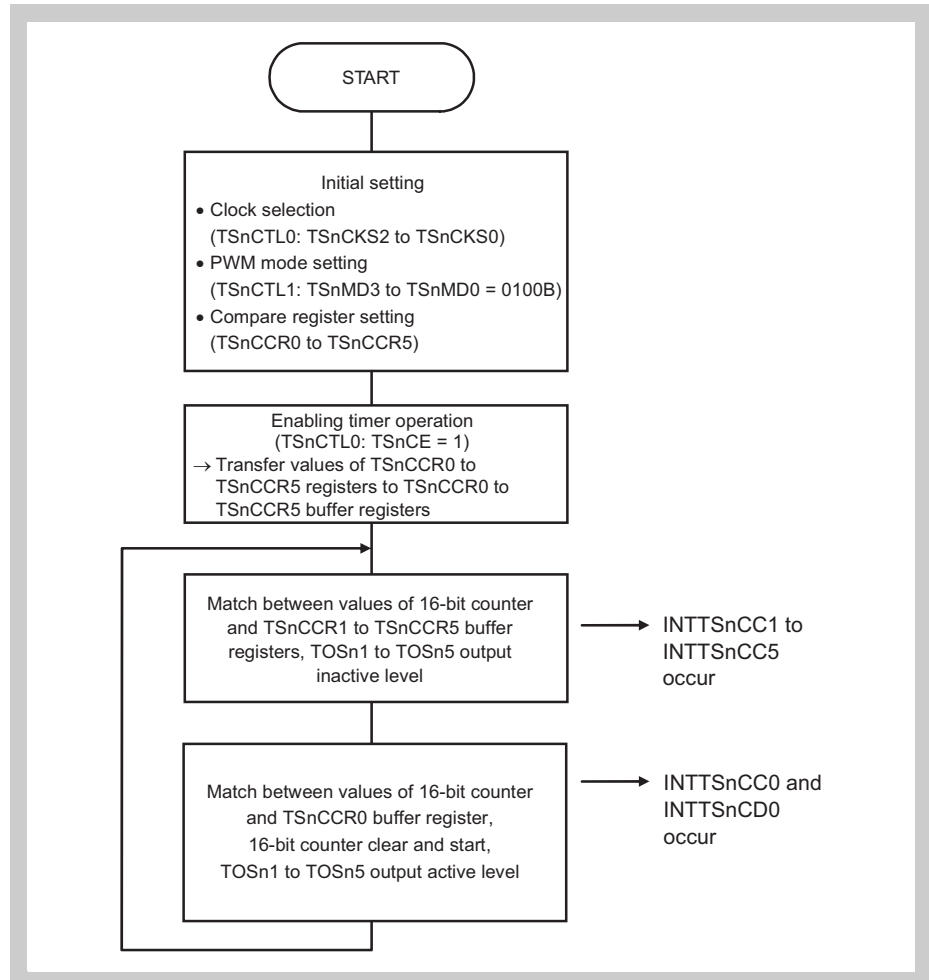 START
Initial setting
• Clock selection
(TSnCTL0: TSnCKS2 to TSnCKS0)
• PWM mode setting
(TSnCTL1: TSnMD3 to TSnMD0 = 0100B)
• Compare register setting
(TSnCCR0 to TSnCCR5)
Enabling timer operation
(TSnCTL0: TSnCE = 1)
→ Transfer values of TSnCCR0 to
TSnCCR5 registers to TSnCCR0 to
TSnCCR5 buffer registers
Match between values of 16-bit counter
and TSnCCR1 to TSnCCR5 buffer
registers, TOSn1 to TOSn5 output
inactive level
INTTSnCC1 to
INTTSnCC5
occur
Match between values of 16-bit counter
and TSnCCR0 buffer register,
16-bit counter clear and start,
TOSn1 to TOSn5 output active level
INTTSnCC0 and
INTTSnCD0
occur